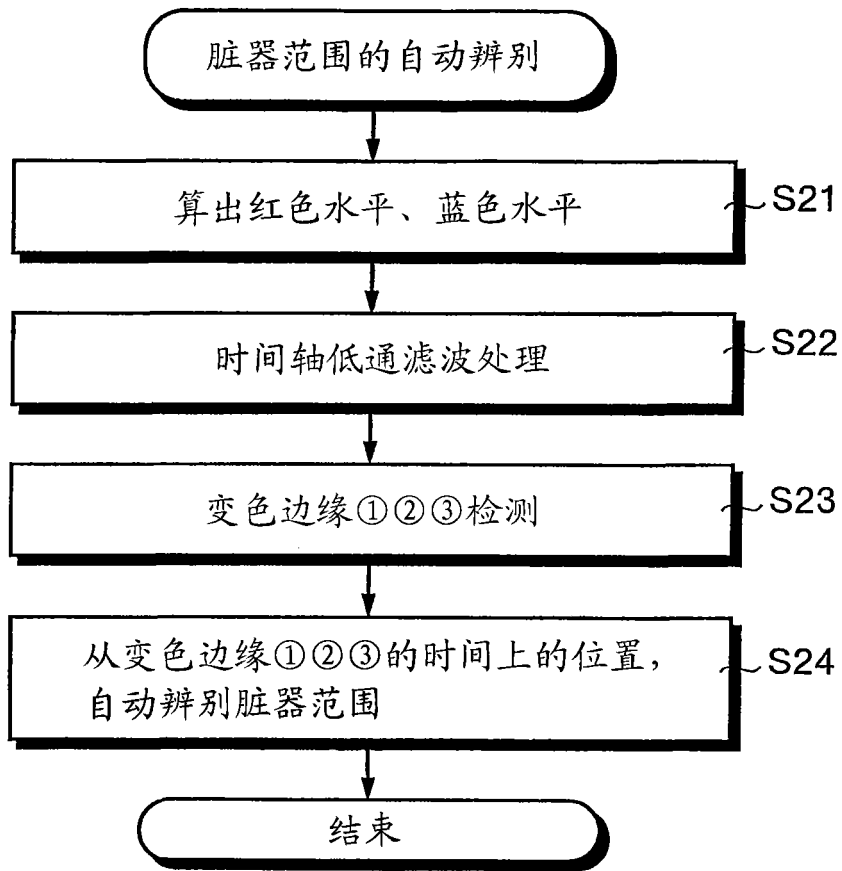 脏器范围的自动辨别
算出红色水平、蓝色水平
S21
时间轴低通滤波处理
S22
变色边缘①②③检测
S23
从变色边缘①②③的时间上的位置，
自动辨别脏器范围
S24
结束